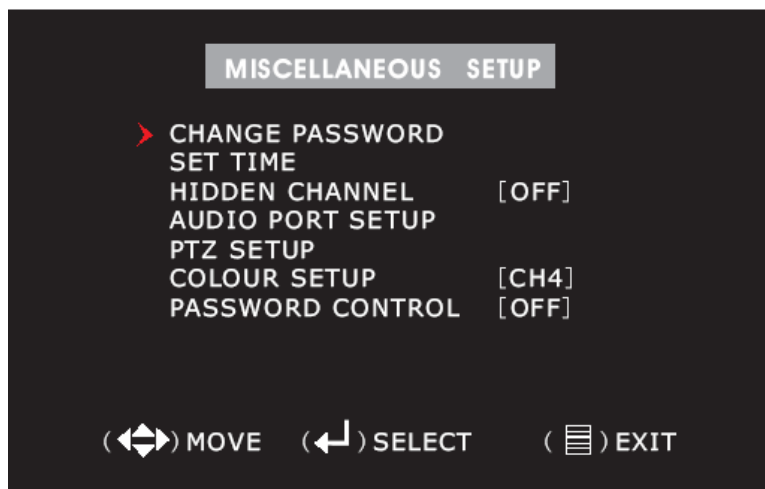 MISCELLANEOUS SETUP
CHANGE PASSWORD
SET TIME
HIDDEN CHANNEL [OFF]
AUDIO PORT SETUP
PTZ SETUP
COLOUR SETUP [CH4]
PASSWORD CONTROL [OFF]
( ) MOVE ( ) SELECT ( ) EXIT